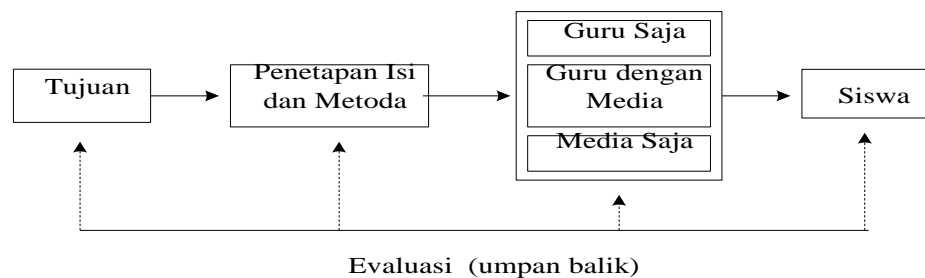 Tujuan
Penetapan Isi
dan Metoda
Guru Saja
Guru dengan
Media
Media Saja
Siswa
Evaluasi (umpan balik)